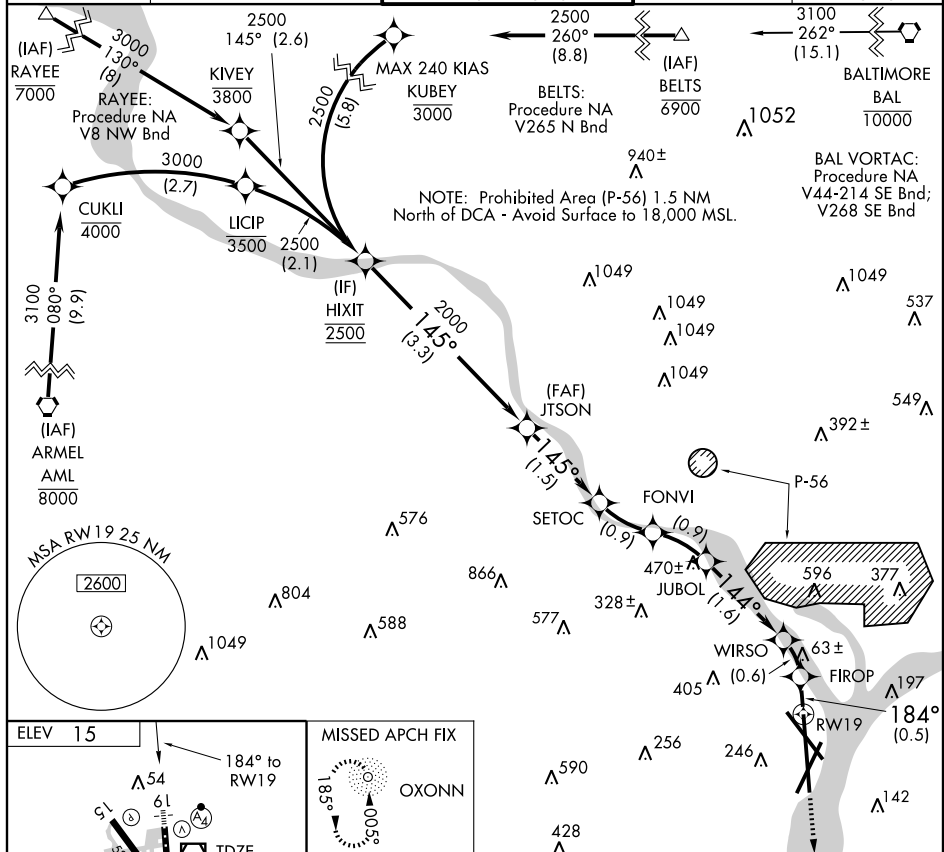 (IAF)
RAYEE
7000
3000
130°
(8)
RAYEE:
Procedure NA
V8 NW Bnd
2500
145° (2.6)
KIVEY
3800
2500
(5.8)
MAX 240 KIAS
KUBEY
3000
2500
260°
(8.8)
BELTS:
Procedure NA
V265 N Bnd
(IAF)
BELTS
6900
3100
262°
(15.1)
BALTIMORE
BAL
10000
1052
940±
BAL VORTAC:
Procedure NA
V44-214 SE Bnd;
V268 SE Bnd
NOTE: Prohibited Area (P-56) 1.5 NM
North of DCA - Avoid Surface to 18,000 MSL.
3000
(2.7)
CUKLI
4000
LICIP
3500
2500
(2.1)
(IF)
HIXIT
2500
3100
080°
(9.9)
(IAF)
ARMEL
AML
8000
2000
145°
(3.3)
1049
1049
1049
1049
1049
537
549
392±
(FAF)
JTSON
145°
(1.5)
SETOC
FONVI
(0.9)
(0.9)
P-56
470±
JUBOL
144°
(1.6)
596
377
576
866
804
588
577
328±
1049
MSA RW19 25 NM
2600
WIRSO
63±
(0.6)
FIROP
405
197
184°
(0.5)
RW19
256
246
590
142
428
ELEV 15
184° to
RW19
54
15
19
P
V
A4
TDZE
MISSED APCH FIX
OXONN
185°
005°